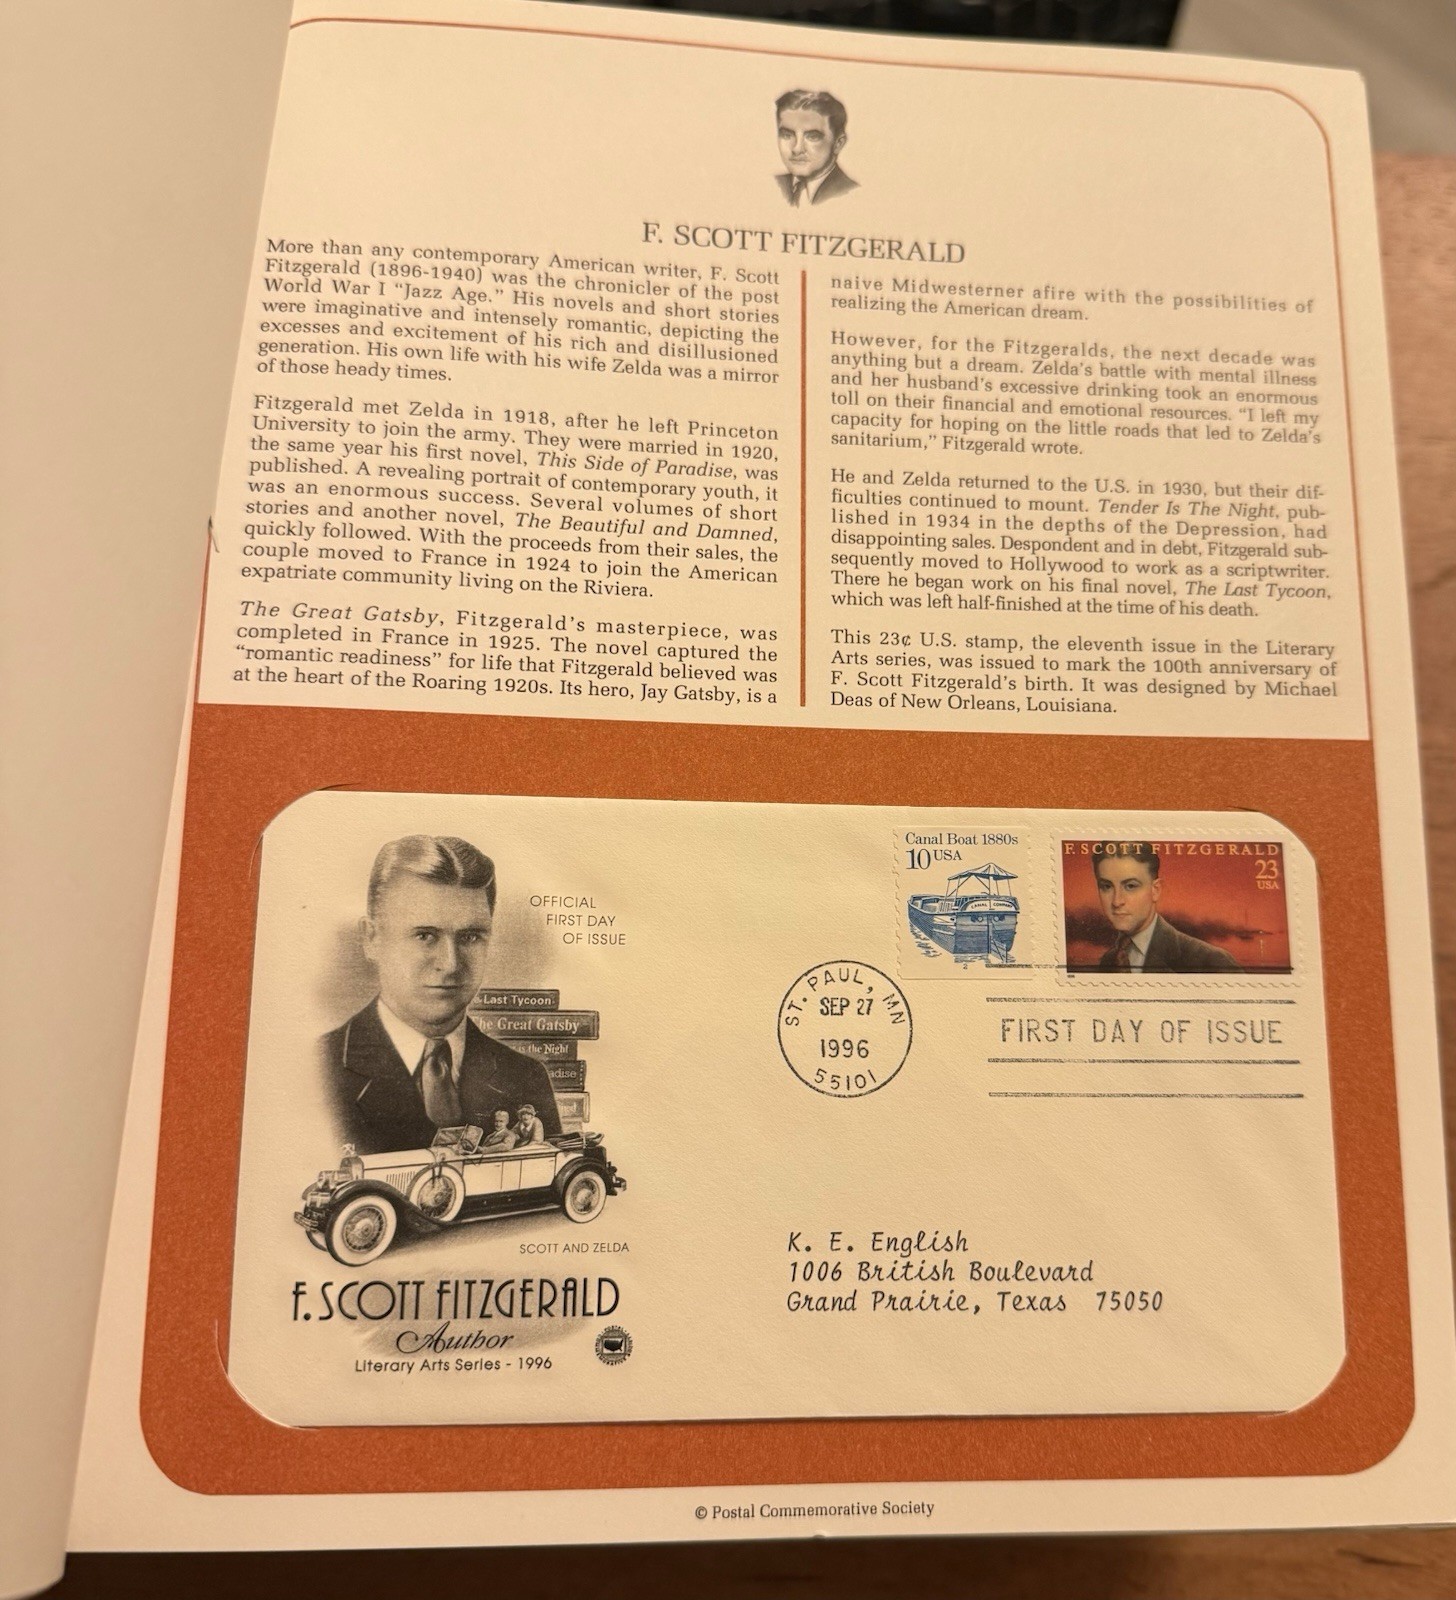 F. SCOTT FITZGERALD
More than any contemporary American writer, F. Scott
Fitzgerald (1896-1940) was the chronicler of the post
World War I “Jazz Age.” His novels and short stories
were imaginative and intensely romantic, depicting the
excesses and excitement of his rich and disillusioned
generation. His own life with his wife Zelda was a mirror
of those heady times.
Fitzgerald met Zelda in 1918, after he left Princeton
University to join the army. They were married in 1920,
the same year his first novel, This Side of Paradise, was
published. A revealing portrait of contemporary youth, it
was an enormous success. Several volumes of short
stories and another novel, The Beautiful and Damned,
quickly followed. With the proceeds from their sales, the
couple moved to France in 1924 to join the American
expatriate community living on the Riviera.
The Great Gatsby, Fitzgerald’s masterpiece, was
completed in France in 1925. The novel captured the
“romantic readiness” for life that Fitzgerald believed was
at the heart of the Roaring 1920s. Its hero, Jay Gatsby, is a
naive Midwesterner afire with the possibilities of
realizing the American dream.
However, for the Fitzgeralds, the next decade was
anything but a dream. Zelda’s battle with mental illness
and her husband’s excessive drinking took an enormous
toll on their financial and emotional resources. “I left my
capacity for hoping on the little roads that led to Zelda’s
sanitarium,” Fitzgerald wrote.
He and Zelda returned to the U.S. in 1930, but their dif-
ficulties continued to mount. Tender Is The Night, pub-
lished in 1934 in the depths of the Depression, had
disappointing sales. Despondent and in debt, Fitzgerald sub-
sequently moved to Hollywood to work as a scriptwriter.
There he began work on his final novel, The Last Tycoon,
which was left half-finished at the time of his death.
This 23¢ U.S. stamp, the eleventh issue in the Literary
Arts series, was issued to mark the 100th anniversary of
F. Scott Fitzgerald’s birth. It was designed by Michael
Deas of New Orleans, Louisiana.
OFFICIAL
FIRST DAY
OF ISSUE
Last Tycoon
he Great Gatsby
the Night
adise
SCOTT AND ZELDA
F. SCOTT FITZGERALD
Author
Literary Arts Series - 1996
Canal Boat 1880s
10 USA
CANAL COMPANY
F. SCOTT FITZGERALD
23
USA
ST. PAUL, MN
SEP 27
1996
55101
FIRST DAY OF ISSUE
K. E. English
1006 British Boulevard
Grand Prairie, Texas 75050
© Postal Commemorative Society